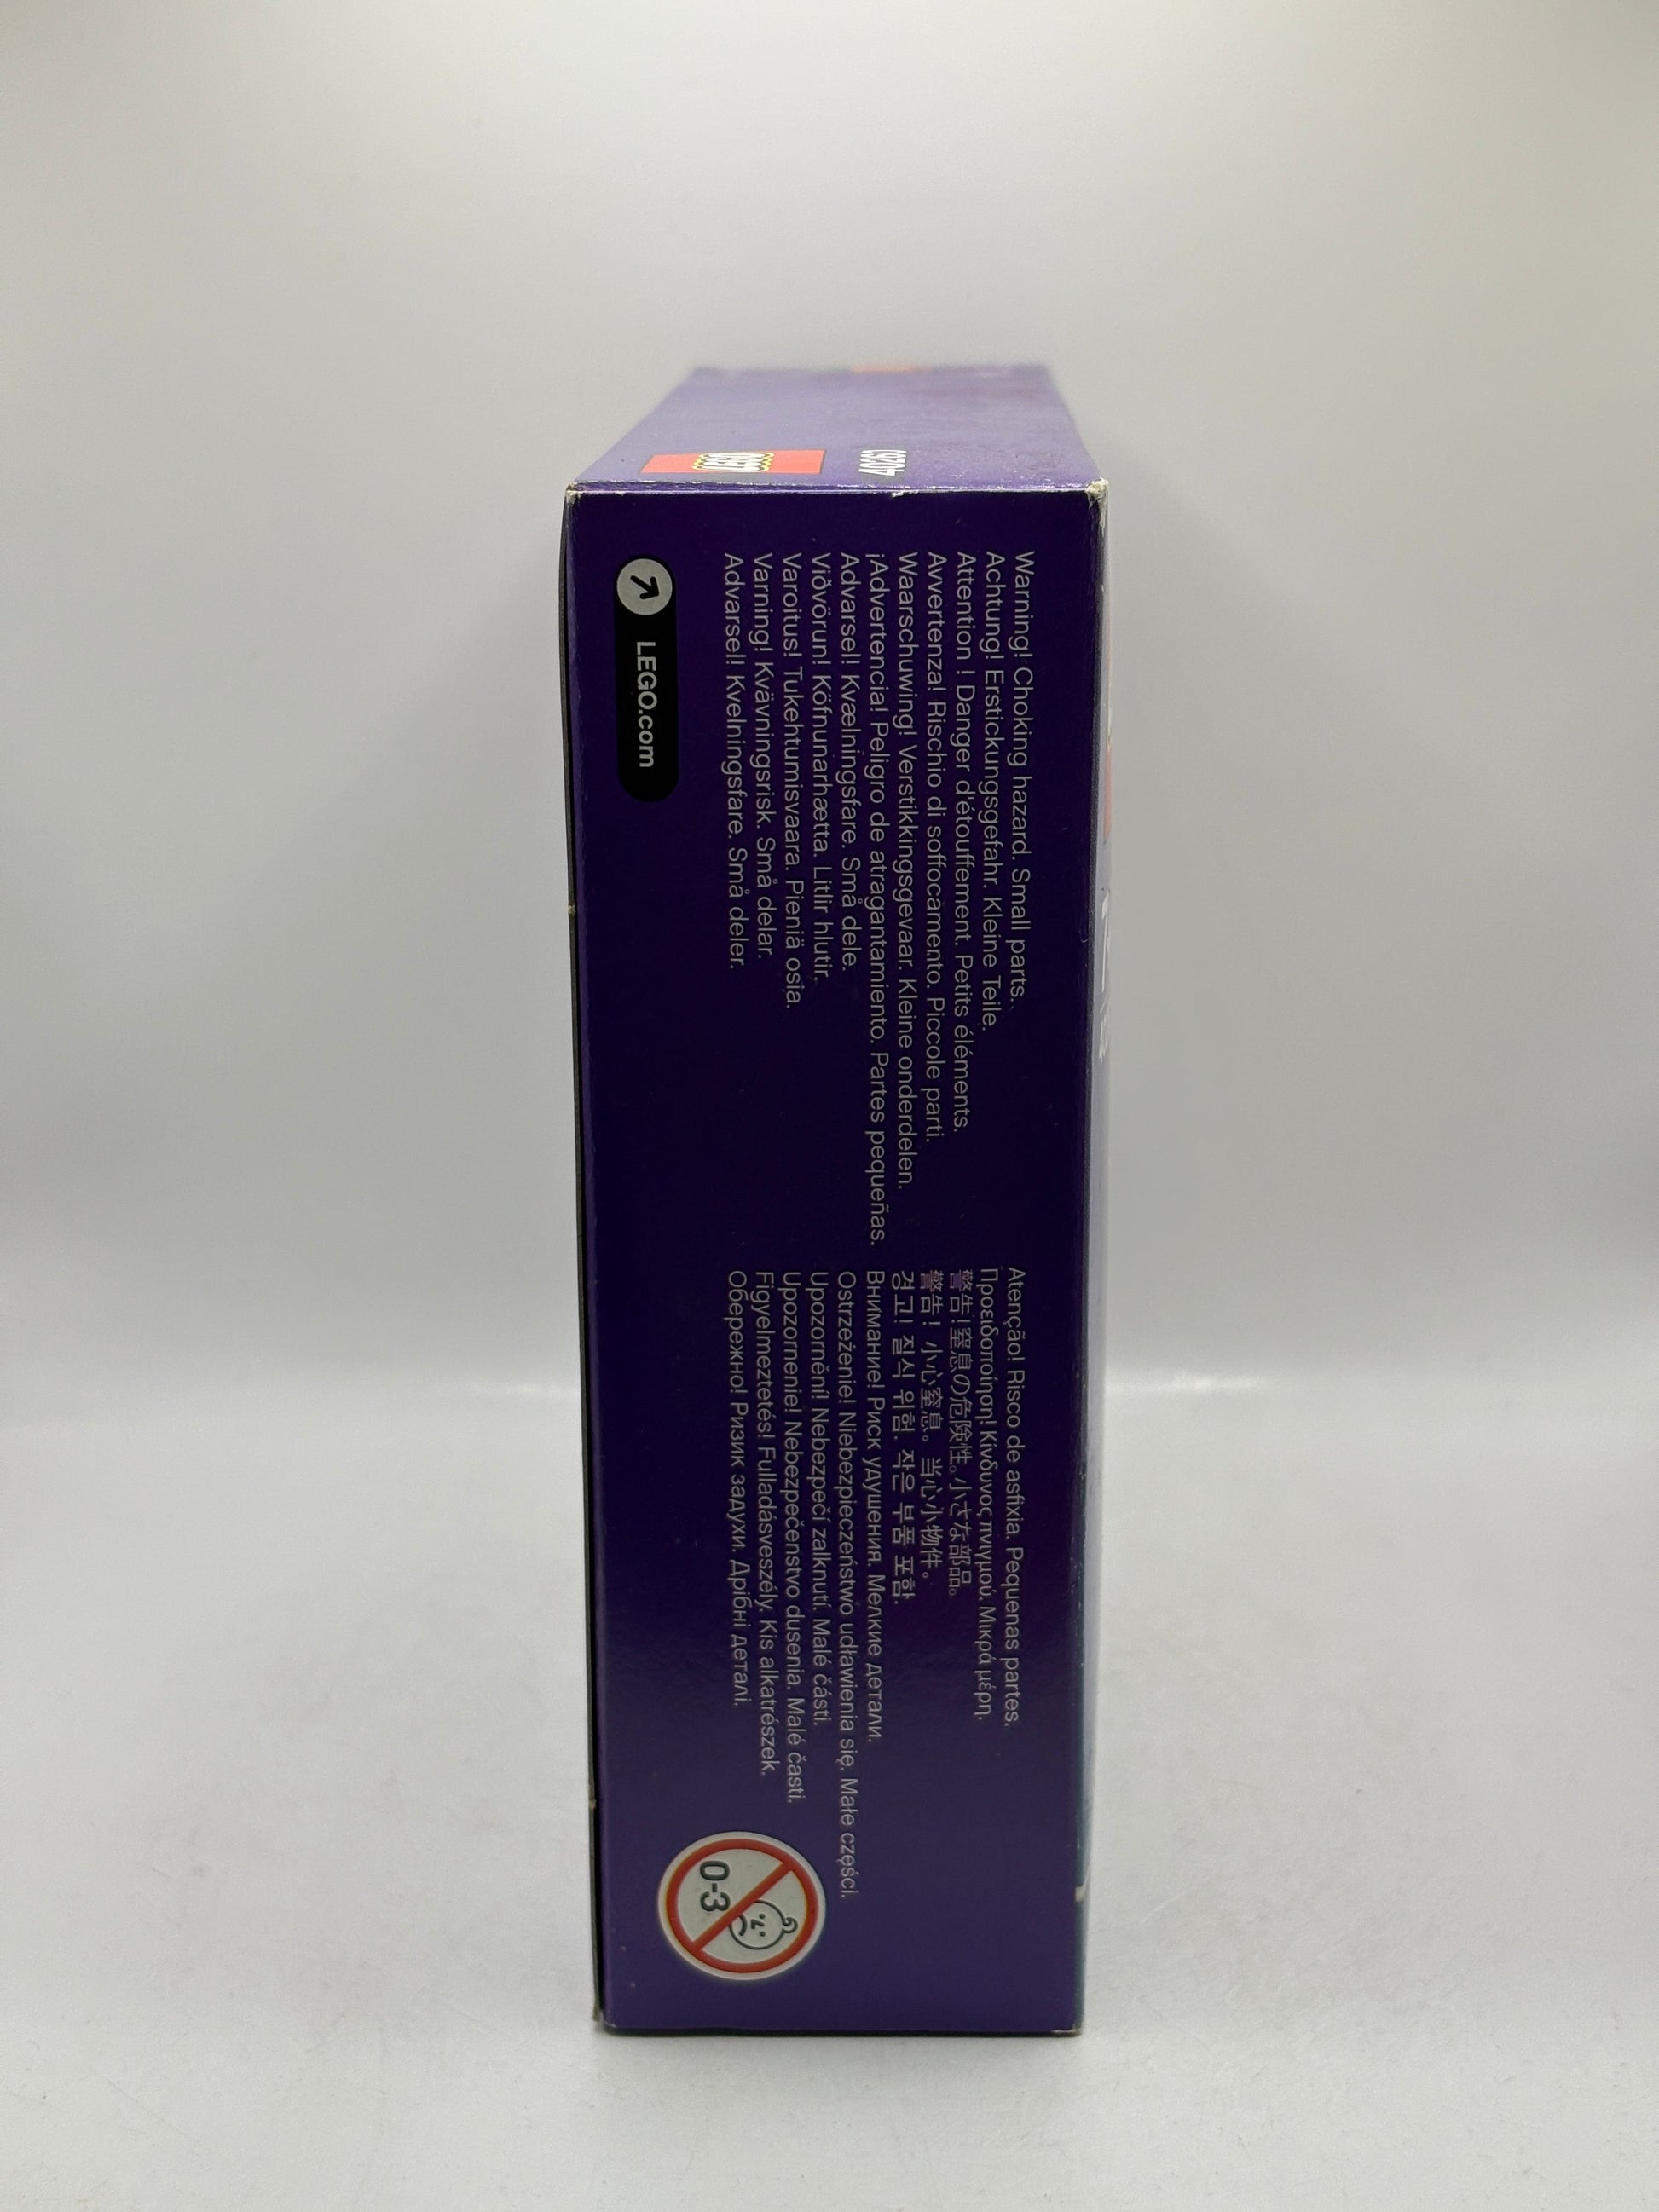 LEGO
40267
Warning! Choking hazard. Small parts.
Achtung! Erstickungsgefahr. Kleine Teile.
Attention ! Danger d'étouffement. Petits éléments.
Avvertenza! Rischio di soffocamento. Piccole parti.
Waarschuwing! Verstikkingsgevaar. Kleine onderdelen.
¡Advertencia! Peligro de atragantamiento. Partes pequeñas.
Advarsel! Kvælningsfare. Små dele.
Viðvörun! Köfnunarhætta. Litlir hlutir.
Varoitus! Tukehtumisvaara. Pieniä osia.
Varning! Kvävningsrisk. Små delar.
Advarsel! Kvelningsfare. Små deler.
LEGO.com
Atenção! Risco de asfixia. Pequenas partes.
Προειδοποίηση! Κίνδυνος πνιγμού. Μικρά μέρη.
警告!窒息の危険性。小さな部品。
警告！小心窒息。当心小物件。
경고! 질식 위험. 작은 부품 포함.
Внимание! Риск удушения. Мелкие детали.
Ostrzeżenie! Niebezpieczeństwo udławienia się. Małe części.
Upozornění! Nebezpečí zalknutí. Malé části.
Upozornenie! Nebezpečenstvo dusenia. Malé časti.
Figyelmeztetés! Fulladásveszély. Kis alkatrészek.
Обережно! Ризик задухи. Дрібні деталі.
0-3